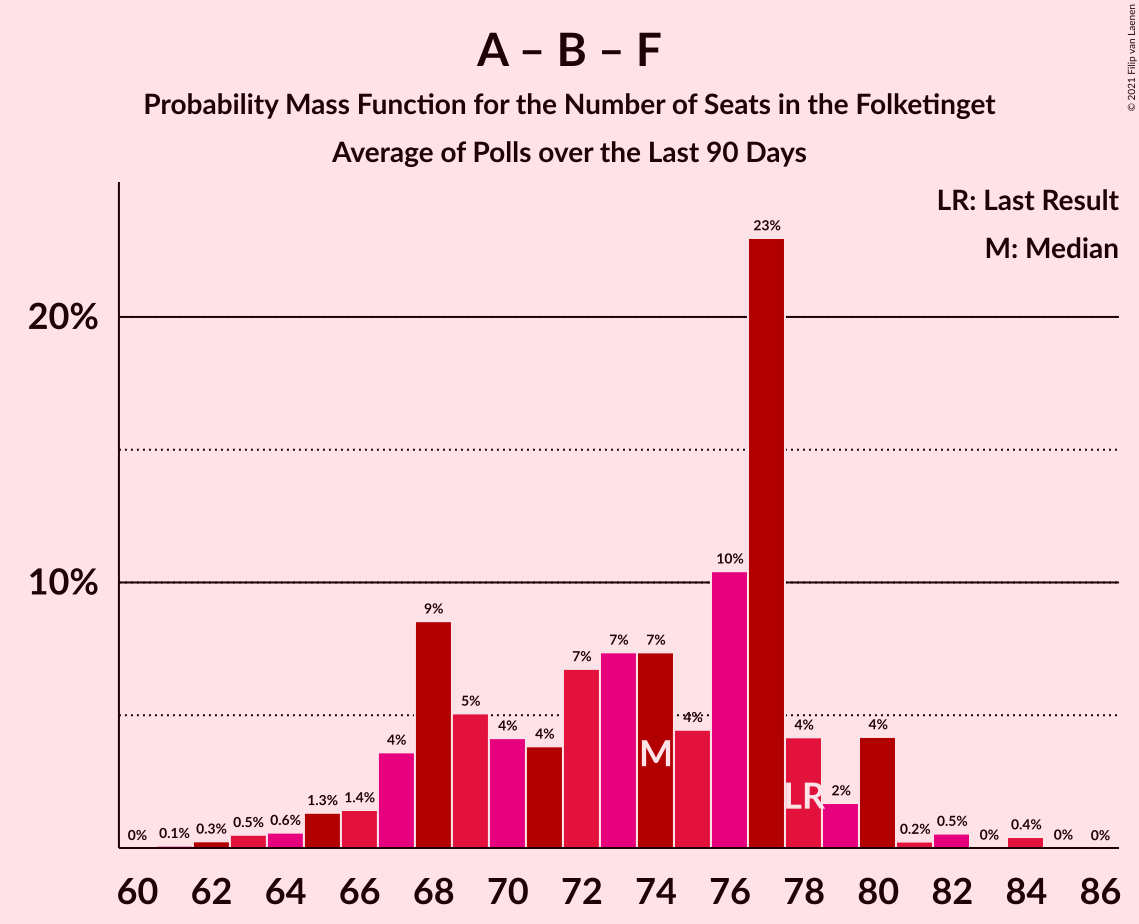 A – B – F
Probability Mass Function for the Number of Seats in the Folketinget
Average of Polls over the Last 90 Days
© 2021 Filip van Laenen
LR: Last Result
M: Median
20%
10%
0% 0.1% 0.3% 0.5% 0.6% 1.3% 1.4% 4% 9% 5% 4% 4% 7% 7% 7% 4% 10% 23% 4% 2% 4% 0.2% 0.5% 0% 0.4% 0% 0%
M
LR
60 62 64 66 68 70 72 74 76 78 80 82 84 86